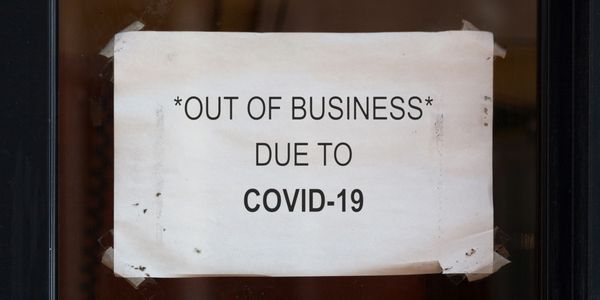 *OUT OF BUSINESS*
DUE TO
COVID-19